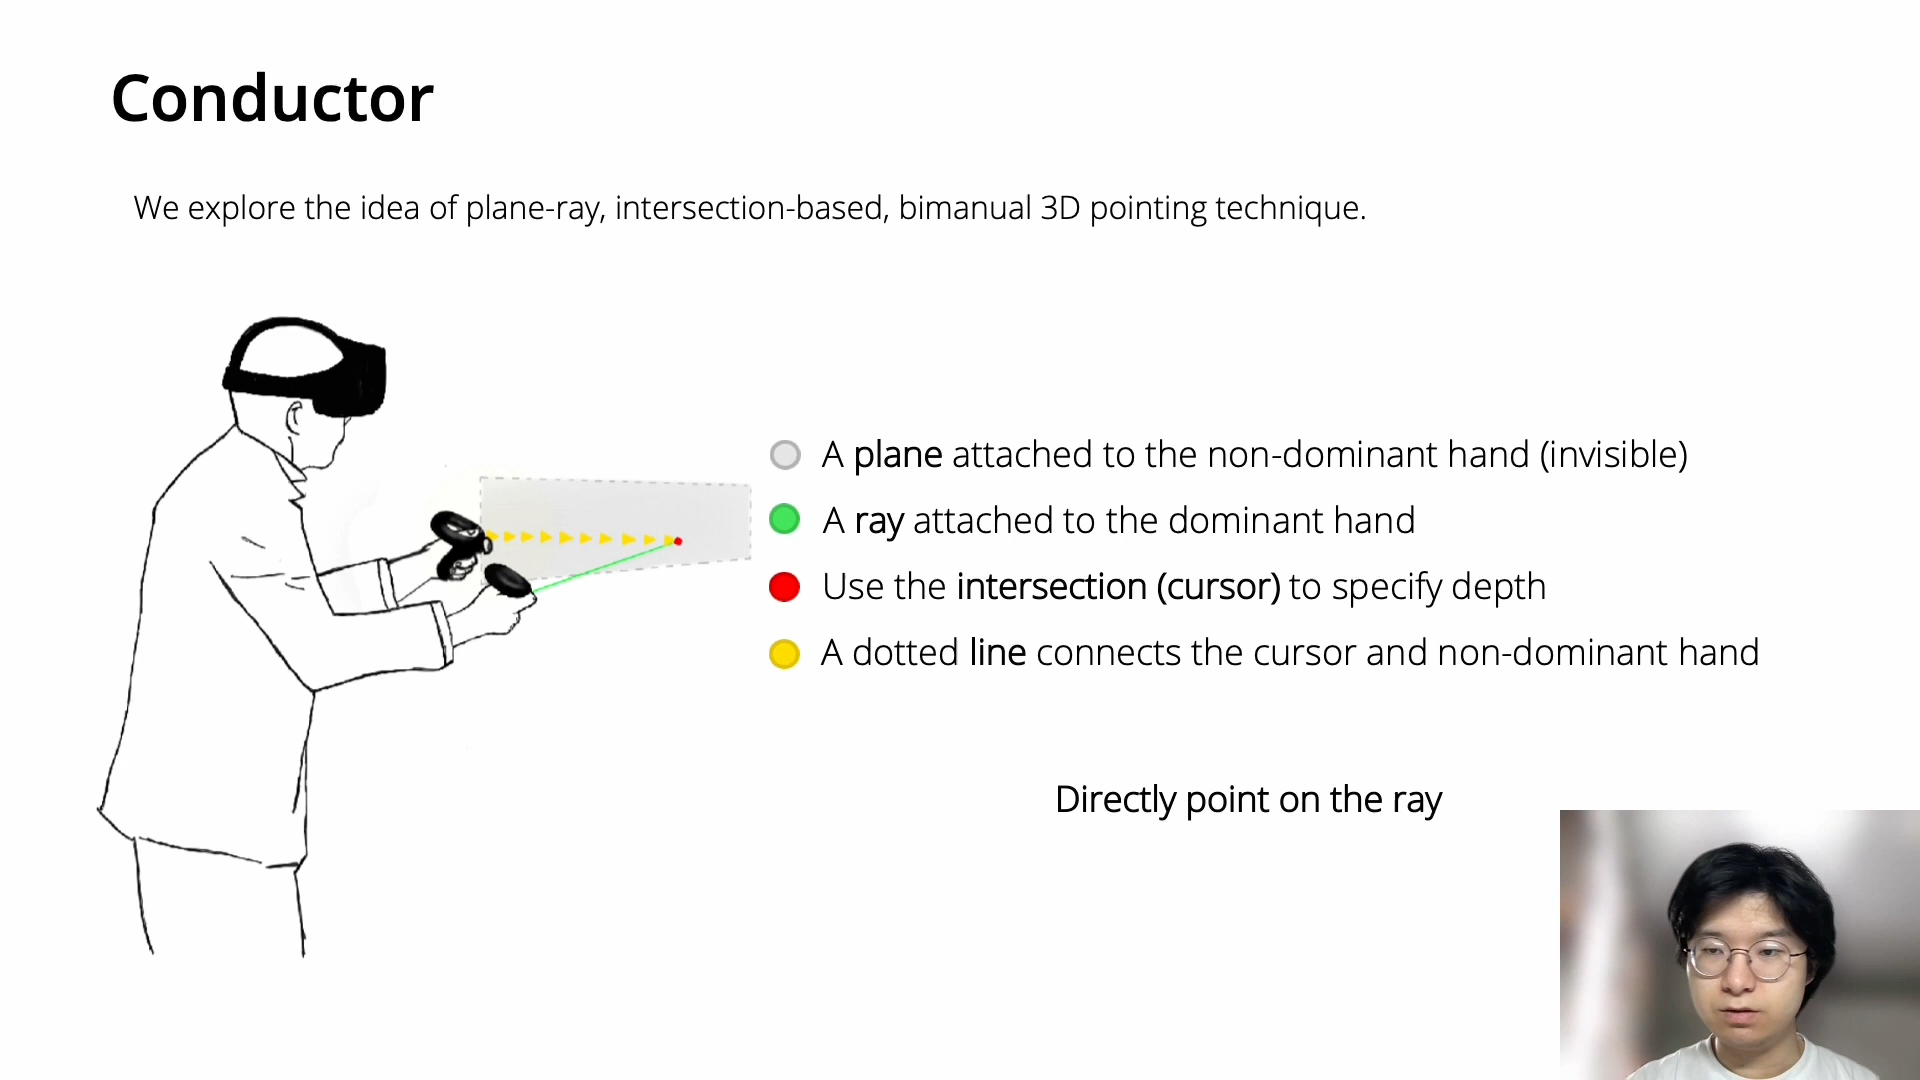 Conductor
We explore the idea of plane-ray, intersection-based, bimanual 3D pointing technique.
A plane attached to the non-dominant hand (invisible)
A ray attached to the dominant hand
Use the intersection (cursor) to specify depth
A dotted line connects the cursor and non-dominant hand
Directly point on the ray